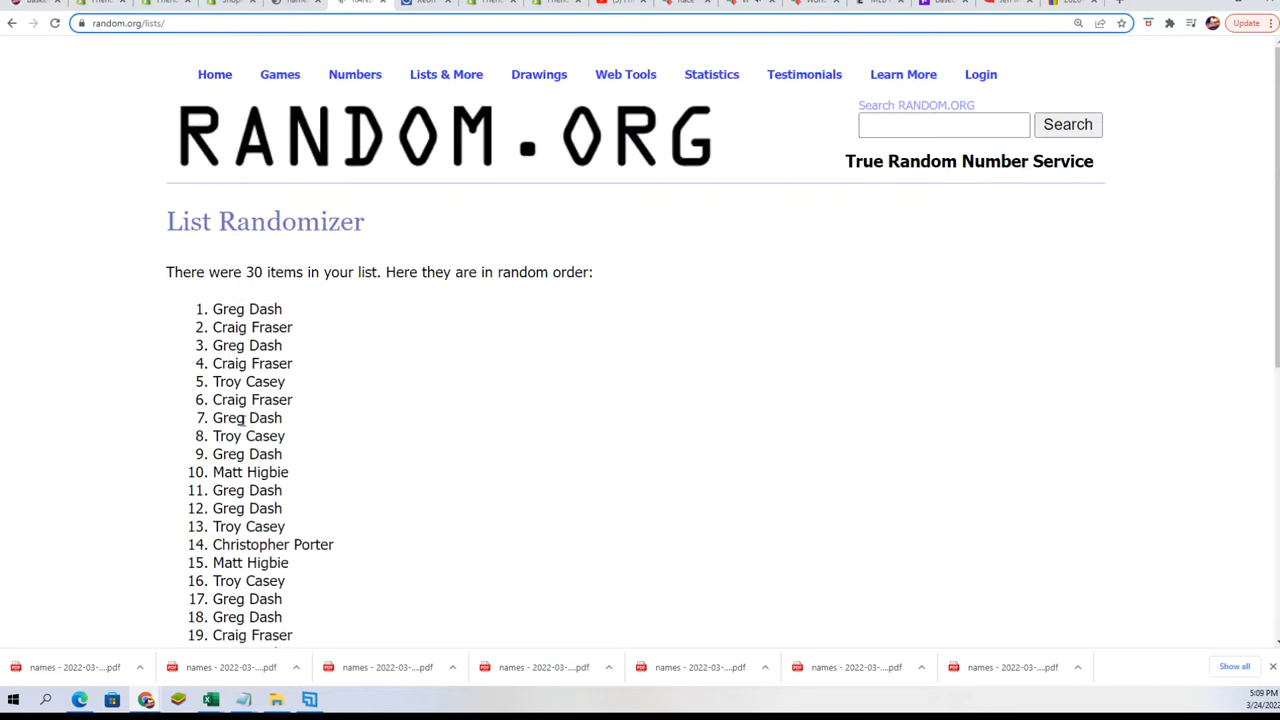 random.org/lists/
Update
Home Games Numbers Lists & More Drawings Web Tools Statistics Testimonials Learn More Login
RANDOM.ORG
Search RANDOM.ORG
Search
True Random Number Service
List Randomizer
There were 30 items in your list. Here they are in random order:
1. Greg Dash
2. Craig Fraser
3. Greg Dash
4. Craig Fraser
5. Troy Casey
6. Craig Fraser
7. Greg Dash
8. Troy Casey
9. Greg Dash
10. Matt Higbie
11. Greg Dash
12. Greg Dash
13. Troy Casey
14. Christopher Porter
15. Matt Higbie
16. Troy Casey
17. Greg Dash
18. Greg Dash
19. Craig Fraser
names - 2022-03-....pdf names - 2022-03-....pdf names - 2022-03-....pdf names - 2022-03-....pdf names - 2022-03-....pdf names - 2022-03-....pdf names - 2022-03-....pdf Show all
5:09 PM
3/24/2022